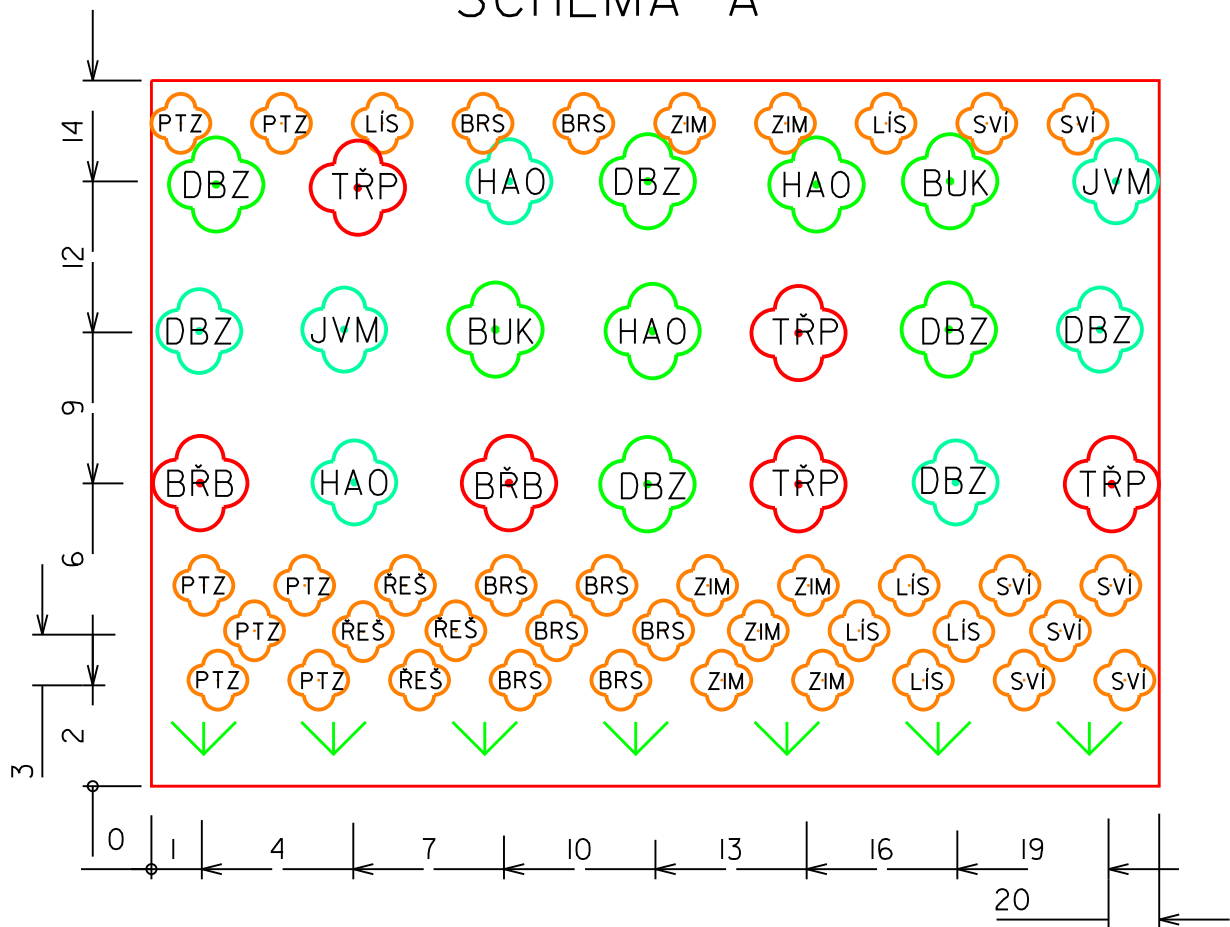 SCHEMA A
PTZ PTZ LÍS BRS BRS ZIM ZIM LÍS SVÍ SVÍ
14
DBZ TŘP HAO DBZ HAO BUK JVM
12
DBZ JVM BUK HAO TŘP DBZ DBZ
9
BŘB HAO BŘB DBZ TŘP DBZ TŘP
6
PTZ PTZ ŘEŠ BRS BRS ZIM ZIM LÍS SVÍ SVÍ
PTZ ŘEŠ ŘEŠ BRS BRS ZIM LÍS LÍS SVÍ
PTZ PTZ ŘEŠ BRS BRS ZIM ZIM LÍS SVÍ SVÍ
2
3
0 1 4 7 10 13 16 19
20